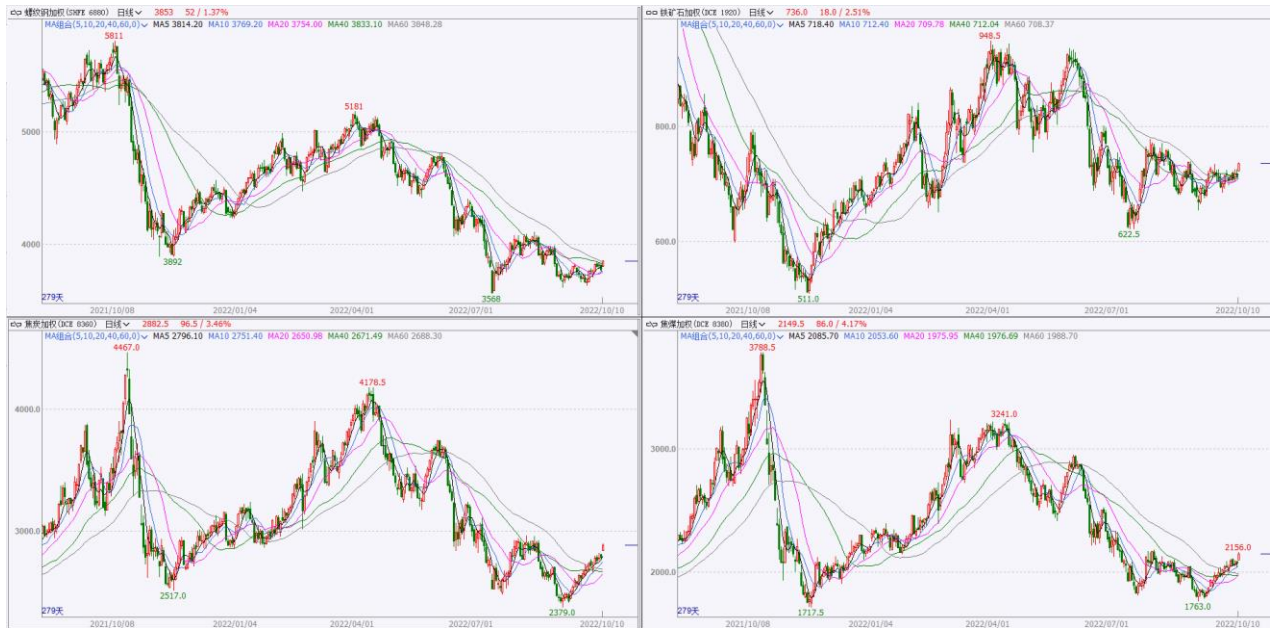 螺纹钢加权(SHFE 6880) 日线 3853 52 / 1.37%
MA组合(5,10,20,40,60,0) MA5 3814.20 MA10 3769.20 MA20 3754.00 MA40 3833.10 MA60 3848.28
5811
5181
5000
4000
3892
3568
279天
2021/10/08 2022/01/04 2022/04/01 2022/07/01 2022/10/10
铁矿石加权(DCE 1920) 日线 736.0 18.0 / 2.51%
MA组合(5,10,20,40,60,0) MA5 718.40 MA10 712.40 MA20 709.78 MA40 712.04 MA60 708.37
948.5
800.0
600.0
622.5
511.0
279天
2021/10/08 2022/01/04 2022/04/01 2022/07/01 2022/10/10
焦炭加权(DCE 8360) 日线 2882.5 96.5 / 3.46%
MA组合(5,10,20,40,60,0) MA5 2796.10 MA10 2751.40 MA20 2650.98 MA40 2671.49 MA60 2688.30
4467.0
4178.5
4000.0
3000.0
2517.0
2379.0
279天
2021/10/08 2022/01/04 2022/04/01 2022/07/01 2022/10/10
焦煤加权(DCE 8380) 日线 2149.5 86.0 / 4.17%
MA组合(5,10,20,40,60,0) MA5 2085.70 MA10 2053.60 MA20 1975.95 MA40 1976.89 MA60 1988.70
3788.5
3241.0
3000.0
2156.0
2000.0
1717.5
1763.0
279天
2021/10/08 2022/01/04 2022/04/01 2022/07/01 2022/10/10